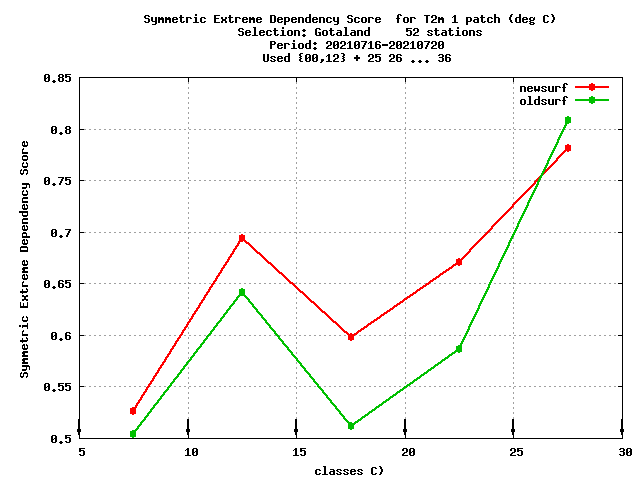 Symmetric Extreme Dependency Score  for T2m 1 patch (deg C)
Selection: Gotaland     52 stations
Period: 20210716-20210720
Used {00,12} + 25 26 ... 36
newsurf
oldsurf
Symmetric Extreme Dependency Score
0.85
0.8
0.75
0.7
0.65
0.6
0.55
0.5
5 10 15 20 25 30
classes C)